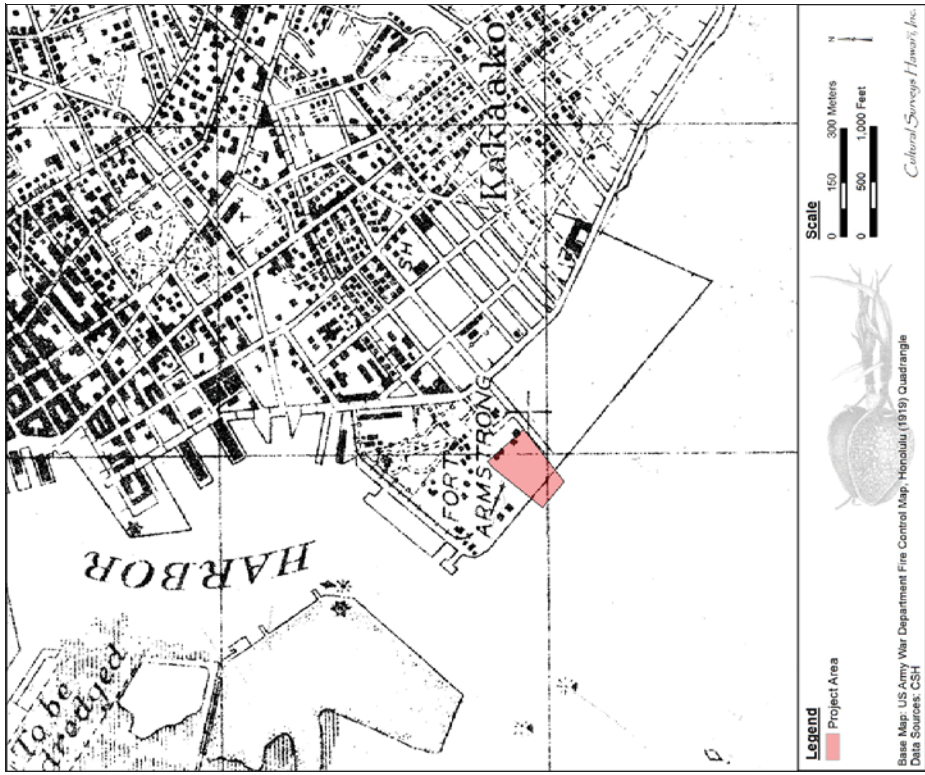 To be
dredged
HARBOR
FORT
ARMSTRONG
SH
Kakaako
Legend
Project Area
Base Map: US Army War Department Fire Control Map, Honolulu (1919) Quadrangle
Data Sources: CSH
Scale
0 150 300 Meters
0 500 1,000 Feet
N
Cultural Surveys Hawai'i, Inc.